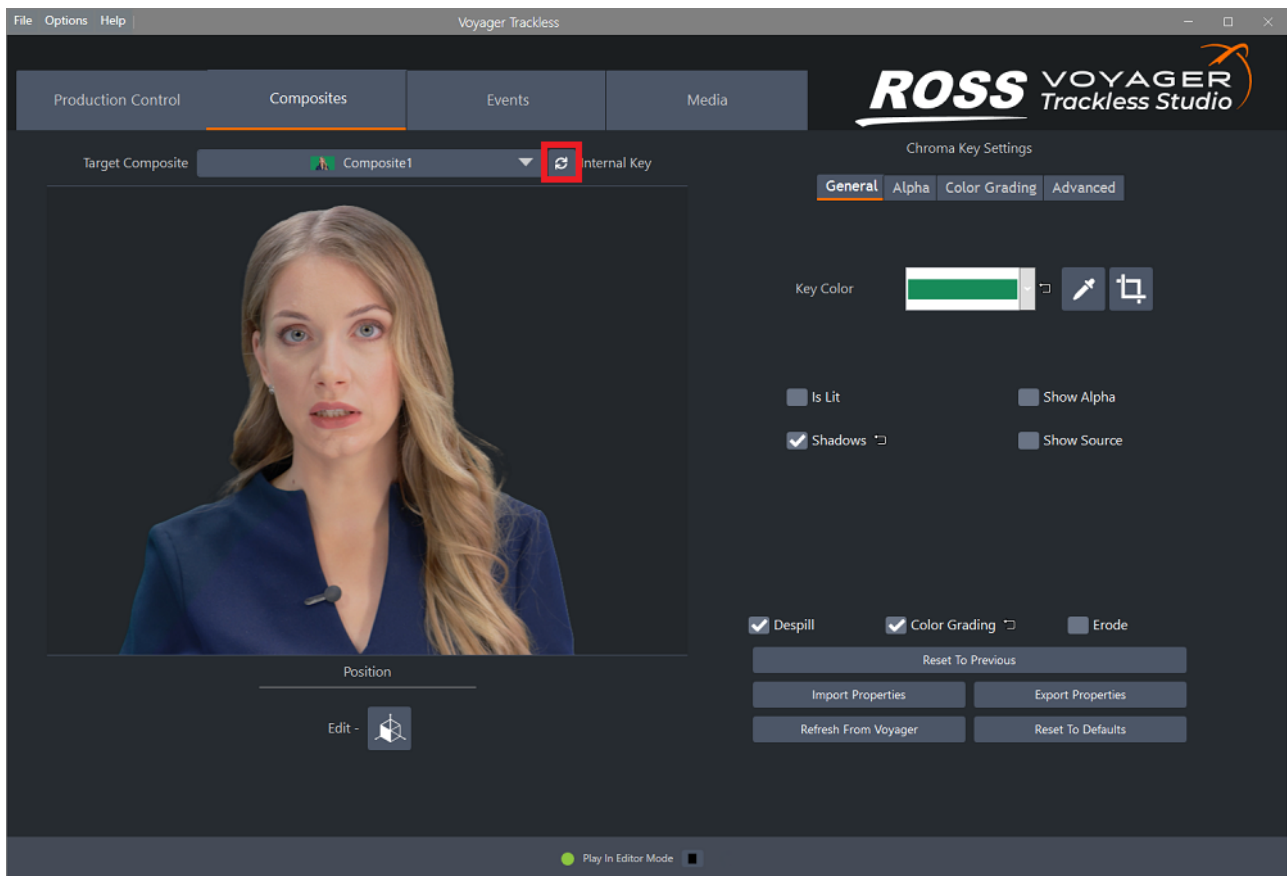 File Options Help
Voyager Trackless
Production Control
Composites
Events
Media
ROSS VOYAGER
Trackless Studio
Target Composite
Composite1
Internal Key
Chroma Key Settings
General
Alpha
Color Grading
Advanced
Key Color
Is Lit
Show Alpha
Shadows
Show Source
Despill
Color Grading
Erode
Reset To Previous
Import Properties
Export Properties
Refresh From Voyager
Reset To Defaults
Position
Edit -
Play In Editor Mode